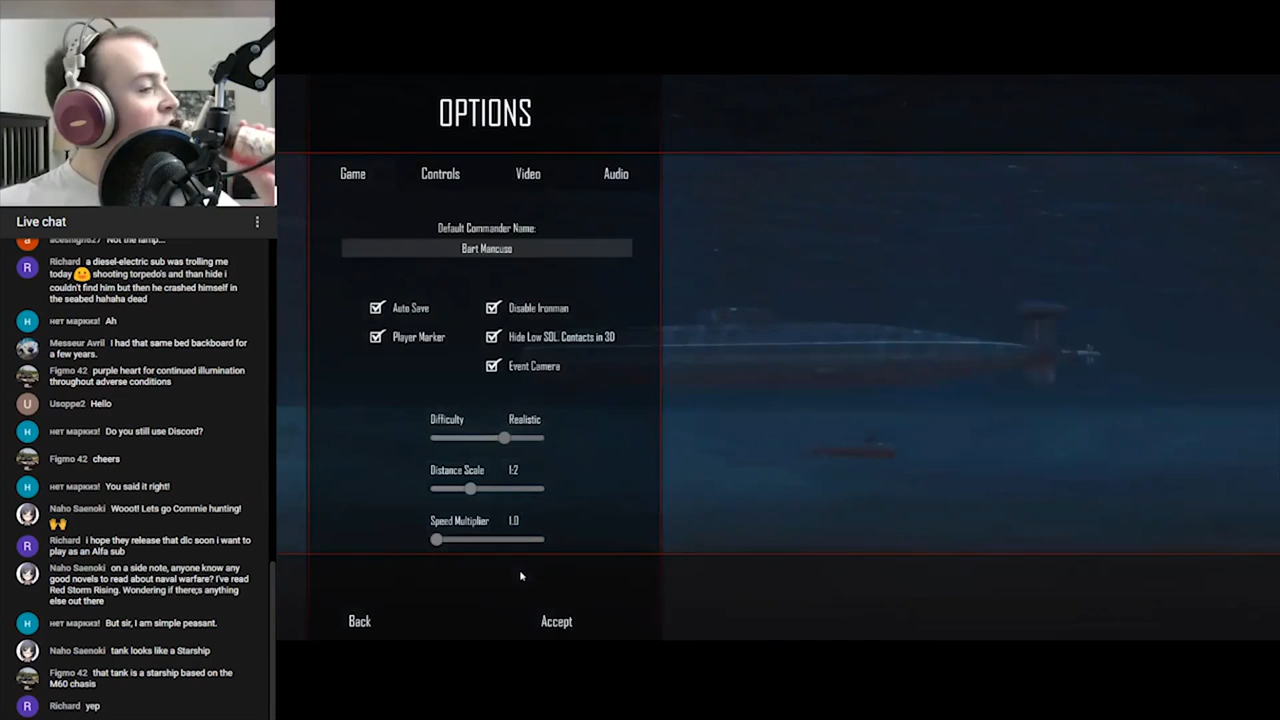 Live chat
Not the lamp...
Richard a diesel-electric sub was trolling me
today shooting torpedo's and than hide i
couldn't find him but then he crashed himself in
the seabed hahaha dead
нет маркиз! Ah
Messeur Avril I had that same bed backboard for
a few years.
Figmo 42 purple heart for continued illumination
throughout adverse conditions
Usoppe2 Hello
нет маркиз! Do you still use Discord?
Figmo 42 cheers
нет маркиз! You said it right!
Naho Saenoki Wooot! Lets go Commie hunting!
Richard i hope they release that dlc soon i want to
play as an Alfa sub
Naho Saenoki on a side note, anyone know any
good novels to read about naval warfare? I've read
Red Storm Rising. Wondering if there;s anything
else out there
нет маркиз! But sir, I am simple peasant.
Naho Saenoki tank looks like a Starship
Figmo 42 that tank is a starship based on the
M60 chasis
Richard yep
OPTIONS
Game Controls Video Audio
Default Commander Name:
Bart Mancuso
Auto Save Disable Ironman
Player Marker Hide Low SOL Contacts in 3D
Event Camera
Difficulty Realistic
Distance Scale 1:2
Speed Multiplier 1.0
Back Accept